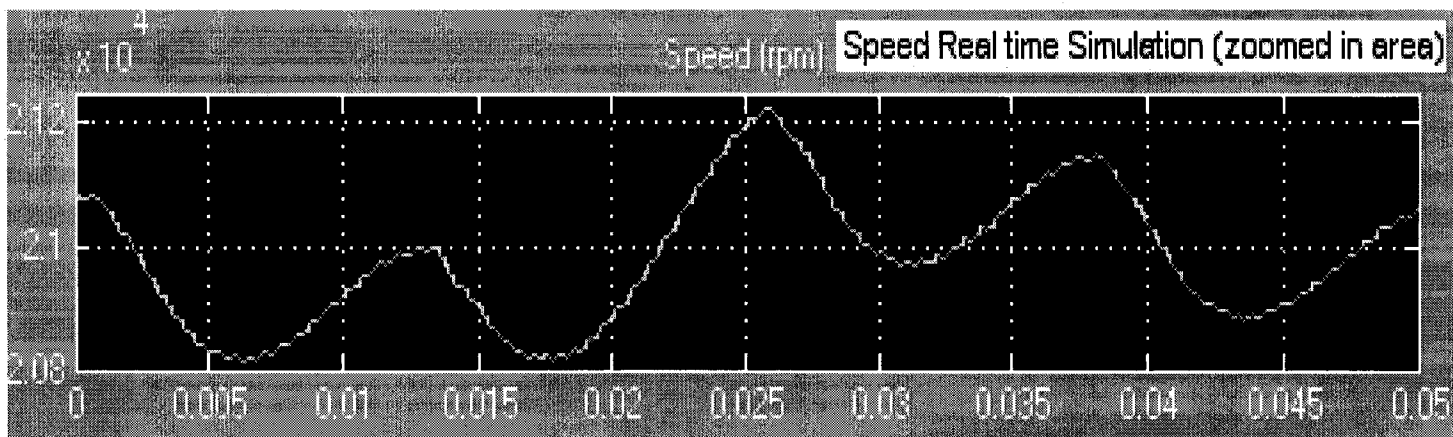 x 10 4
Speed (rpm)
Speed Real time Simulation (zoomed in area)
2.12
2.1
2.08
0 0.005 0.01 0.015 0.02 0.025 0.03 0.035 0.04 0.045 0.05